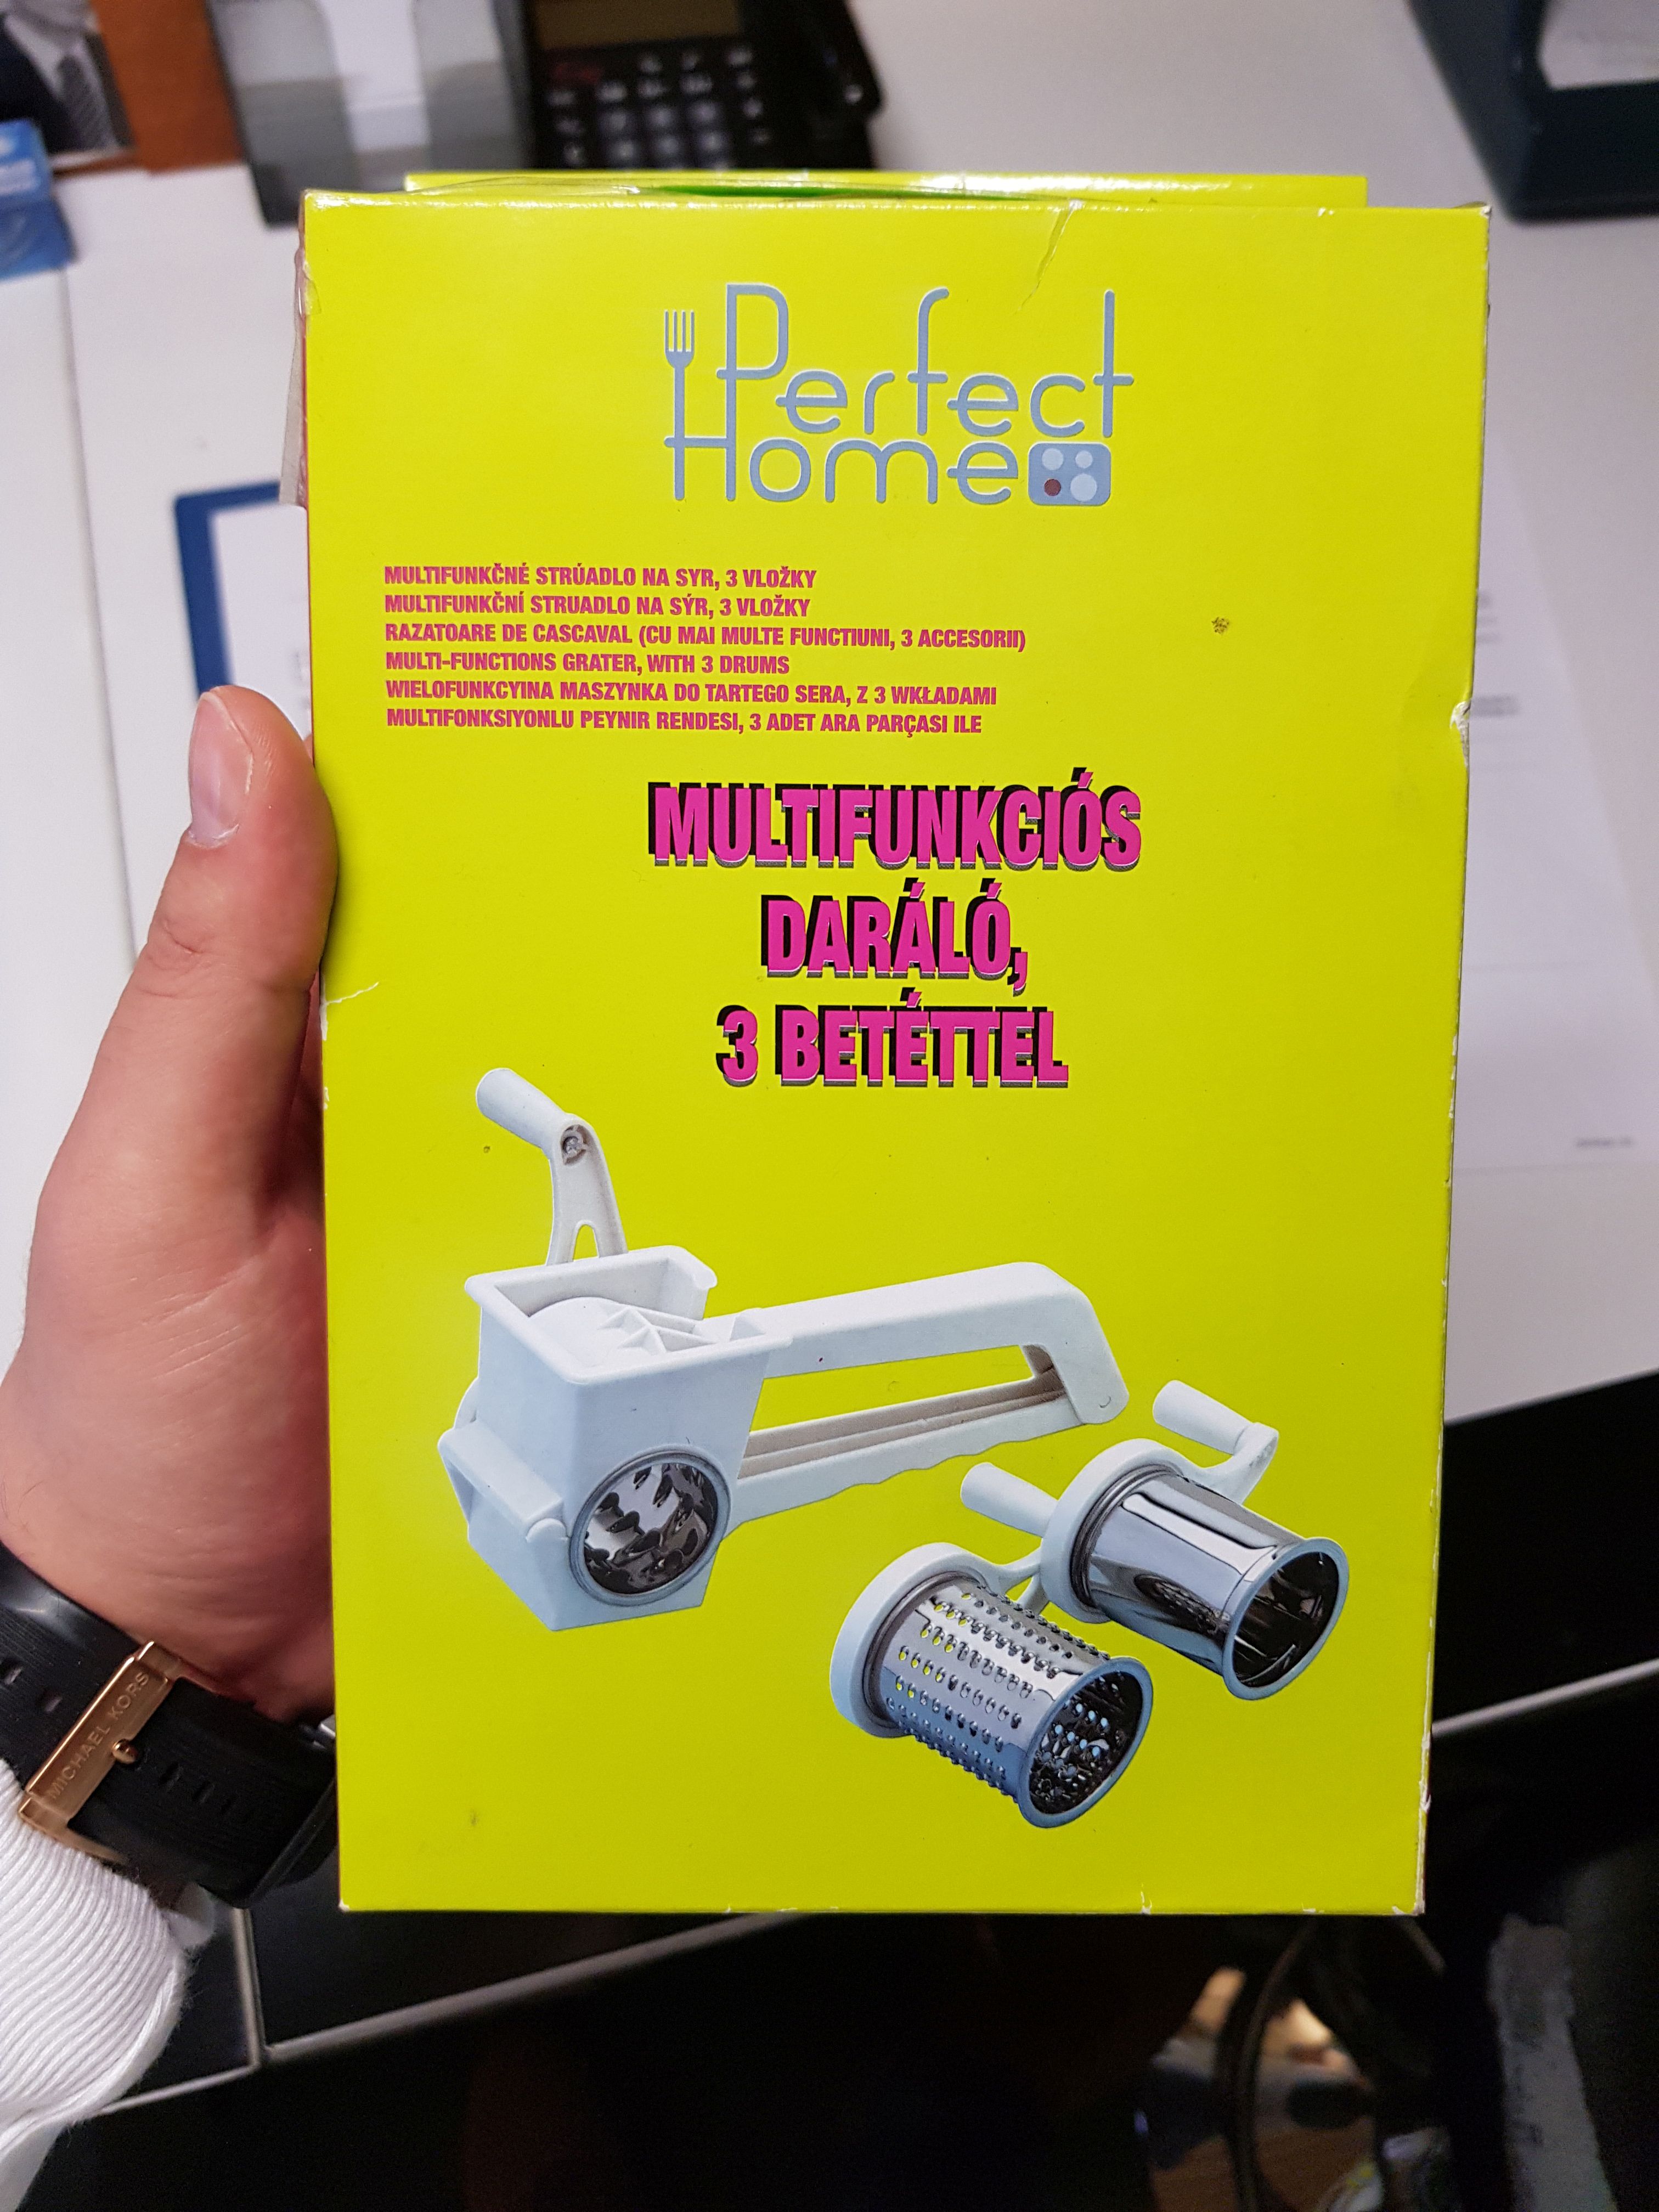 Perfect
Home
MULTIFUNKČNÉ STRÚADLO NA SYR, 3 VLOŽKY
MULTIFUNKČNÍ STRUADLO NA SÝR, 3 VLOŽKY
RAZATOARE DE CASCAVAL (CU MAI MULTE FUNCTIUNI, 3 ACCESORII)
MULTI-FUNCTIONS GRATER, WITH 3 DRUMS
WIELOFUNKCYINA MASZYNKA DO TARTEGO SERA, Z 3 WKŁADAMI
MULTIFONKSIYONLU PEYNIR RENDESI, 3 ADET ARA PARÇASI ILE
MULTIFUNKCIÓS
DARÁLÓ,
3 BETÉTTEL
MICHAEL KORS